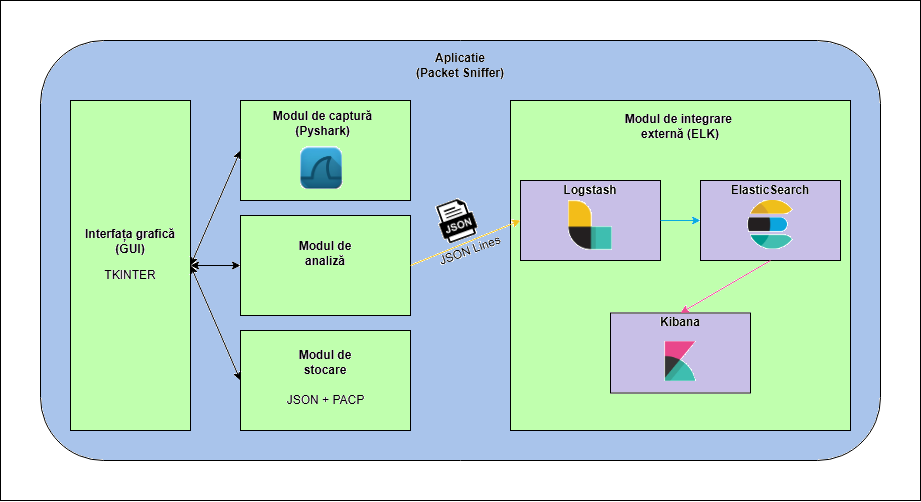 Aplicatie
(Packet Sniffer)
Interfața grafică
(GUI)
TKINTER
Modul de captură
(Pyshark)
Modul de
analiză
Modul de
stocare
JSON + PACP
JSON
JSON Lines
Modul de integrare
externă (ELK)
Logstash
ElasticSearch
Kibana